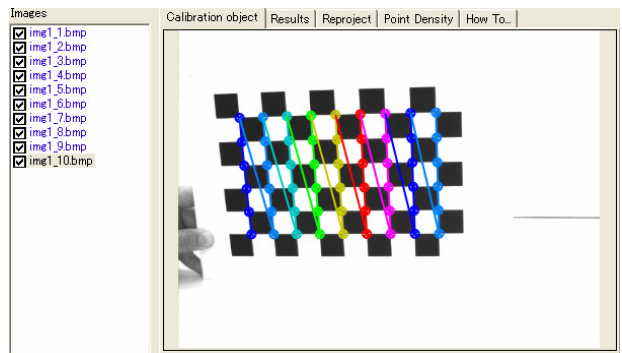 Images
Calibration object Results Reproject Point Density How To...
img1_1.bmp
img1_2.bmp
img1_3.bmp
img1_4.bmp
img1_5.bmp
img1_6.bmp
img1_7.bmp
img1_8.bmp
img1_9.bmp
img1_10.bmp